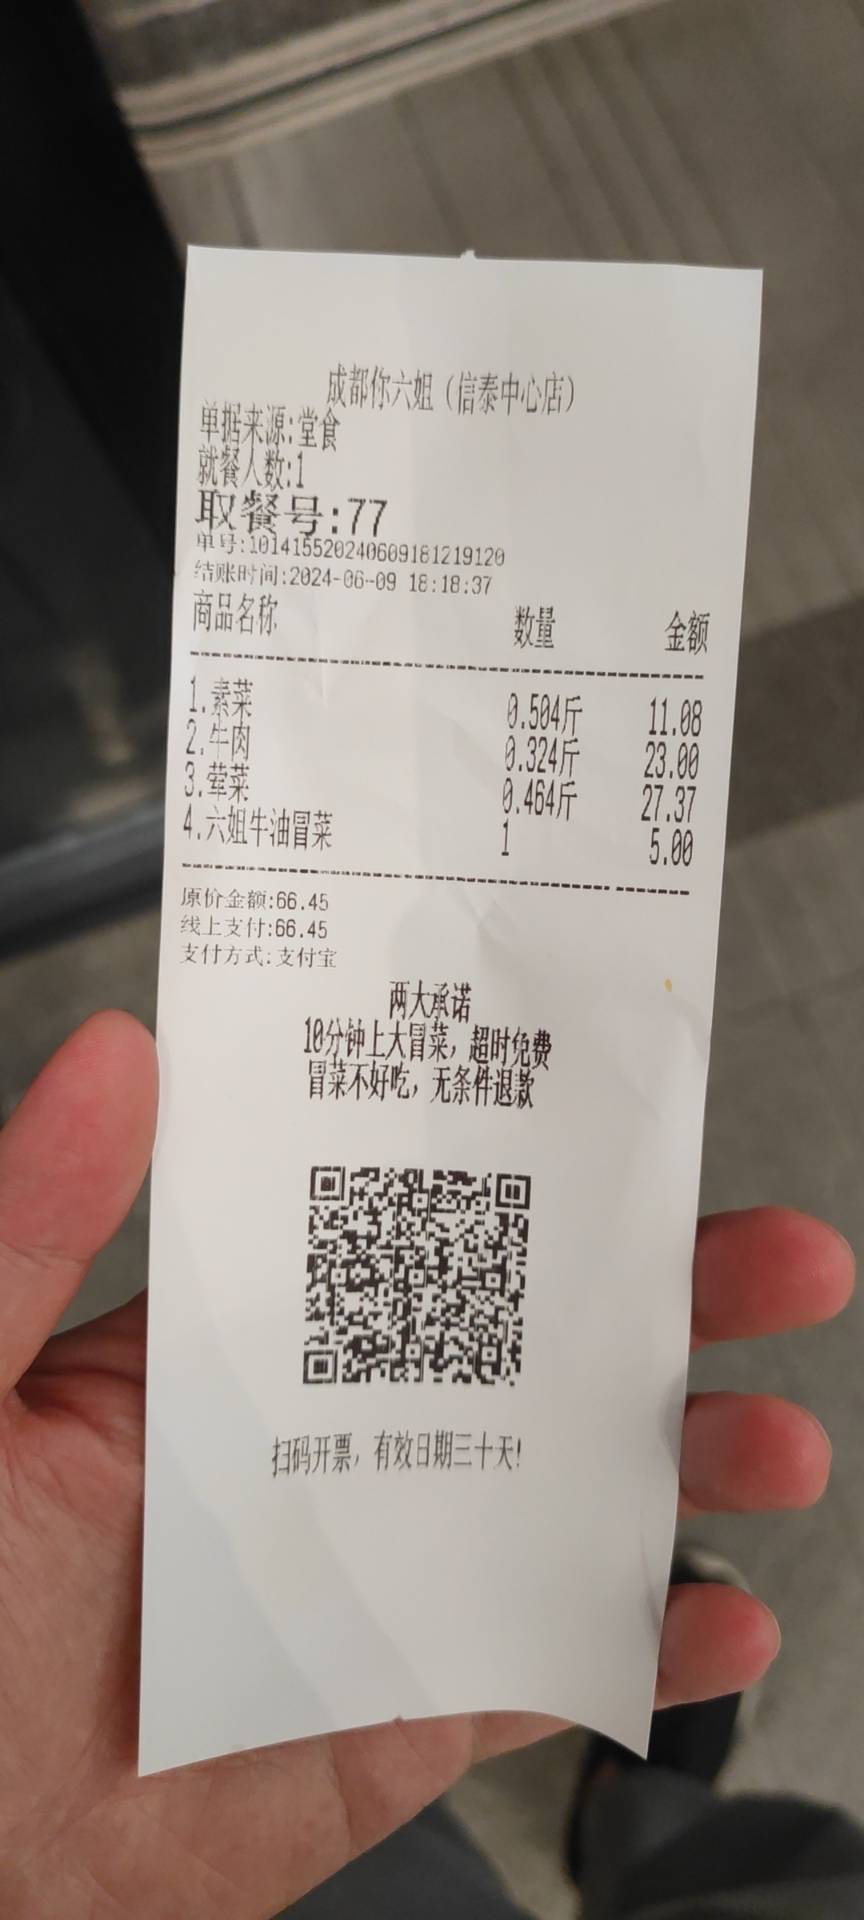 成都你六姐（信泰中心店）
单据来源:堂食
就餐人数:1
取餐号:77
单号:101415520240609181219120
结账时间:2024-06-09 18:18:37
商品名称 数量 金额
1.素菜 0.504斤 11.08
2.牛肉 0.324斤 23.00
3.荤菜 0.464斤 27.37
4.六姐牛油冒菜 1 5.00
原价金额:66.45
线上支付:66.45
支付方式:支付宝
两大承诺
10分钟上大冒菜，超时免费
冒菜不好吃，无条件退款
扫码开票，有效日期三十天!